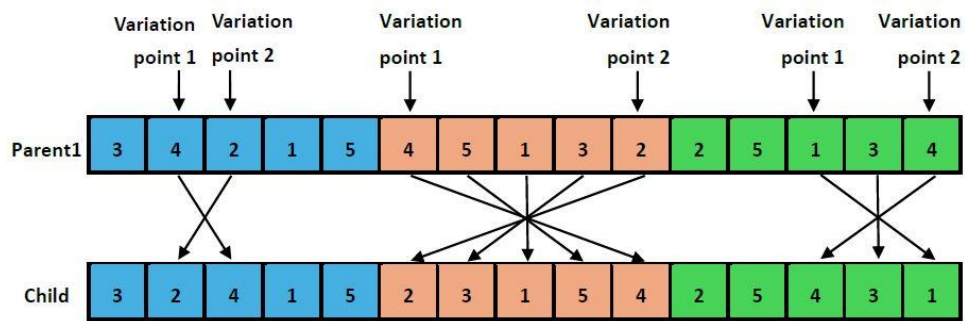 Variation point 1
Variation point 2
Variation point 1
Variation point 2
Variation point 1
Variation point 2
Parent1 3 4 2 1 5 4 5 1 3 2 2 5 1 3 4
Child 3 2 4 1 5 2 3 1 5 4 2 5 4 3 1